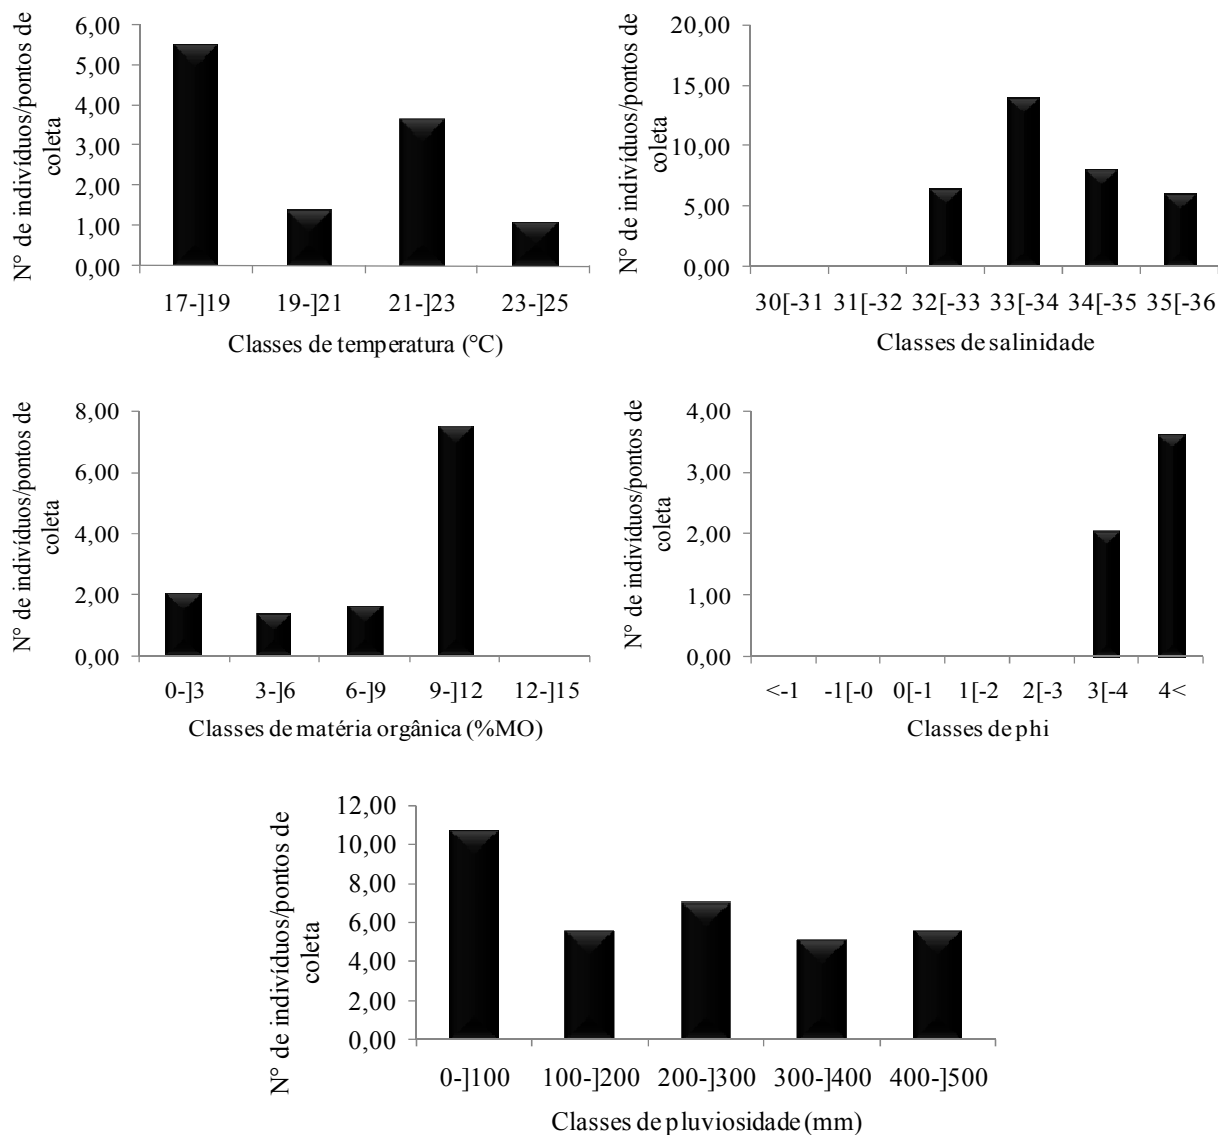 N° de indivíduos/pontos de
coleta
6,00
5,00
4,00
3,00
2,00
1,00
0,00
17-]19 19-]21 21-]23 23-]25
Classes de temperatura (°C)
N° de indivíduos/pontos de
coleta
20,00
15,00
10,00
5,00
0,00
30[-31 31[-32 32[-33 33[-34 34[-35 35[-36
Classes de salinidade
N° de indivíduos/pontos de
coleta
8,00
6,00
4,00
2,00
0,00
0-]3 3-]6 6-]9 9-]12 12-]15
Classes de matéria orgânica (%MO)
N° de indivíduos/pontos de
coleta
4,00
3,00
2,00
1,00
0,00
<-1 -1[-0 0[-1 1[-2 2[-3 3[-4 4<
Classes de phi
N° de indivíduos/pontos de
coleta
12,00
10,00
8,00
6,00
4,00
2,00
0,00
0-]100 100-]200 200-]300 300-]400 400-]500
Classes de pluviosidade (mm)